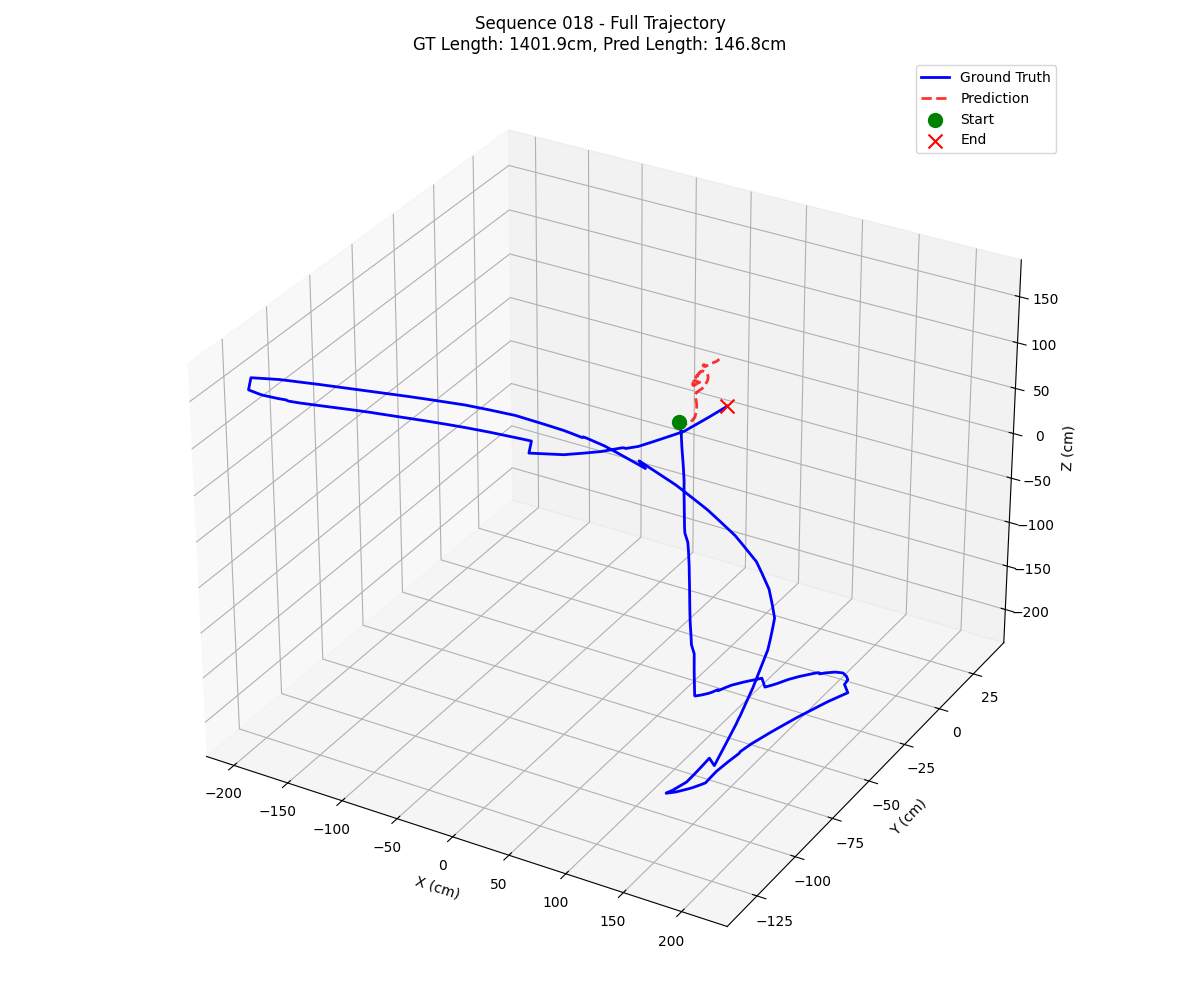 Sequence 018 - Full Trajectory
GT Length: 1401.9cm, Pred Length: 146.8cm
Ground Truth
Prediction
Start
End
150
100
50
0
−50
−100
−150
−200
Z (cm)
25
0
−25
−50
−75
−100
−125
Y (cm)
−200
−150
−100
−50
0
50
100
150
200
X (cm)